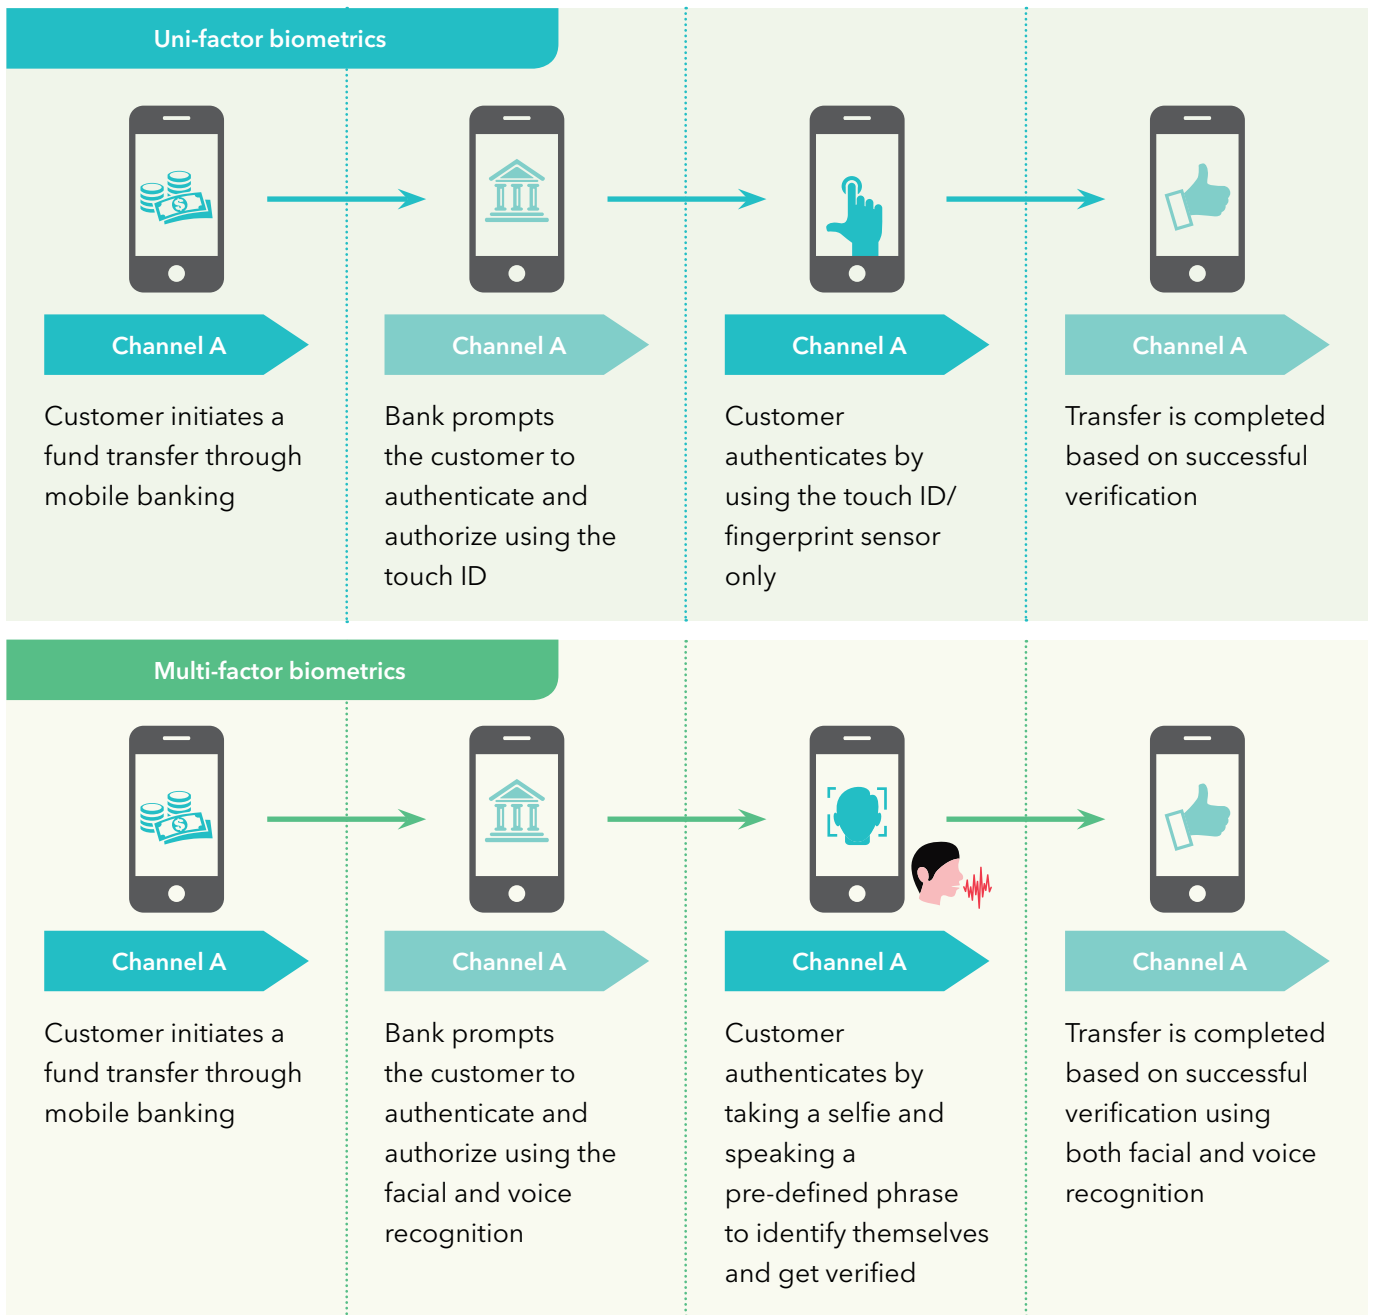 Uni-factor biometrics
Channel A
Customer initiates a
fund transfer through
mobile banking
Channel A
Bank prompts
the customer to
authenticate and
authorize using the
touch ID
Channel A
Customer
authenticates by
using the touch ID/
fingerprint sensor
only
Channel A
Transfer is completed
based on successful
verification
Multi-factor biometrics
Channel A
Customer initiates a
fund transfer through
mobile banking
Channel A
Bank prompts
the customer to
authenticate and
authorize using the
facial and voice
recognition
Channel A
Customer
authenticates by
taking a selfie and
speaking a
pre-defined phrase
to identify themselves
and get verified
Channel A
Transfer is completed
based on successful
verification using
both facial and voice
recognition